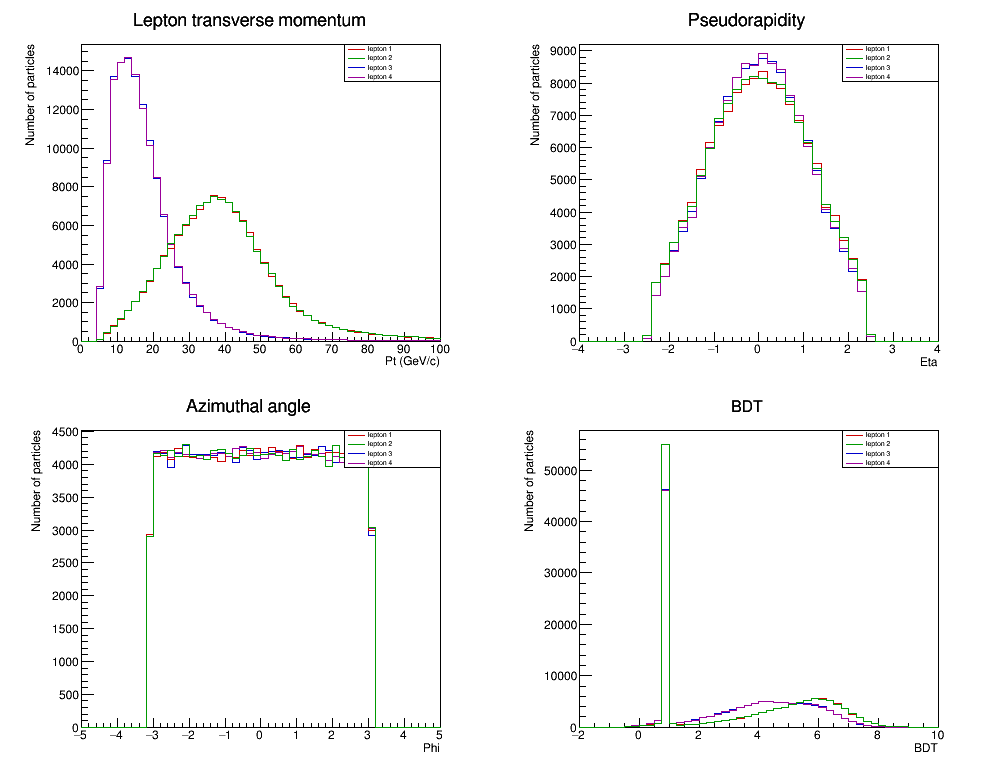 Lepton transverse momentum
Number of particles
14000
12000
10000
8000
6000
4000
2000
0
lepton 1
lepton 2
lepton 3
lepton 4
0 10 20 30 40 50 60 70 80 90 100
Pt (GeV/c)
Pseudorapidity
Number of particles
9000
8000
7000
6000
5000
4000
3000
2000
1000
0
lepton 1
lepton 2
lepton 3
lepton 4
−4 −3 −2 −1 0 1 2 3 4
Eta
Azimuthal angle
Number of particles
4500
4000
3500
3000
2500
2000
1500
1000
500
0
lepton 1
lepton 2
lepton 3
lepton 4
−5 −4 −3 −2 −1 0 1 2 3 4 5
Phi
BDT
Number of particles
50000
40000
30000
20000
10000
0
lepton 1
lepton 2
lepton 3
lepton 4
−2 0 2 4 6 8 10
BDT